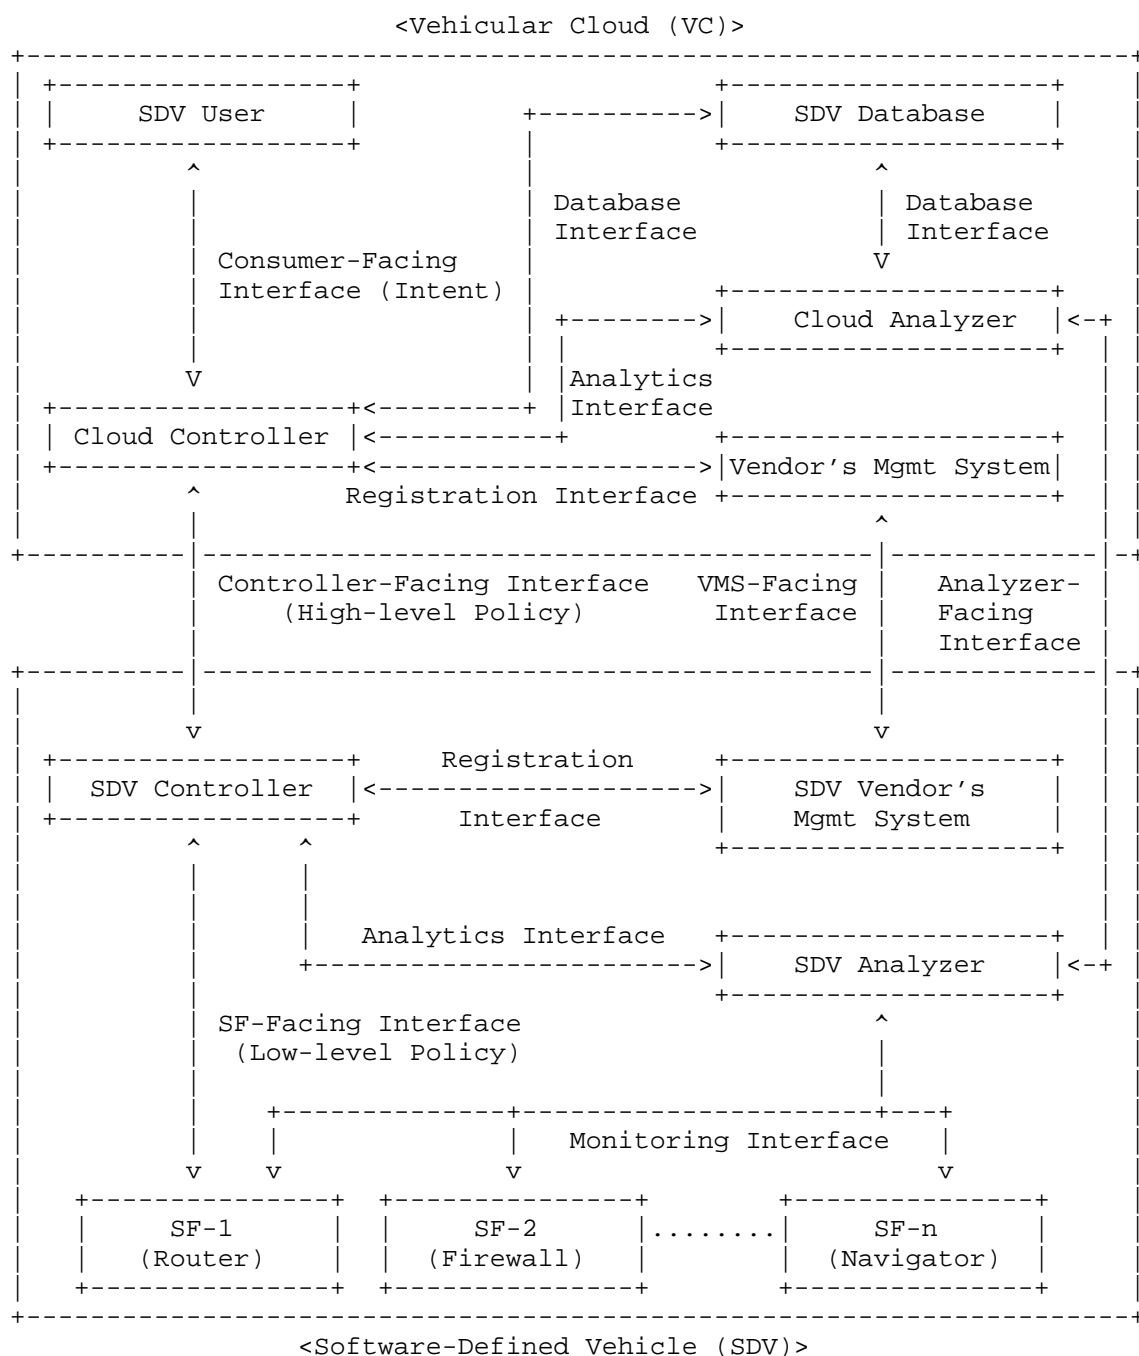 <Vehicular Cloud (VC)>
SDV User
SDV Database
Database
Interface
Database
Interface
Consumer-Facing
Interface (Intent)
Cloud Analyzer
Analytics
Interface
Cloud Controller
Vendor's Mgmt System
Registration Interface
Controller-Facing Interface
(High-level Policy)
VMS-Facing
Interface
Analyzer-
Facing
Interface
SDV Controller
Registration
Interface
SDV Vendor's
Mgmt System
Analytics Interface
SDV Analyzer
SF-Facing Interface
(Low-level Policy)
Monitoring Interface
SF-1
(Router)
SF-2
(Firewall)
........
SF-n
(Navigator)
<Software-Defined Vehicle (SDV)>